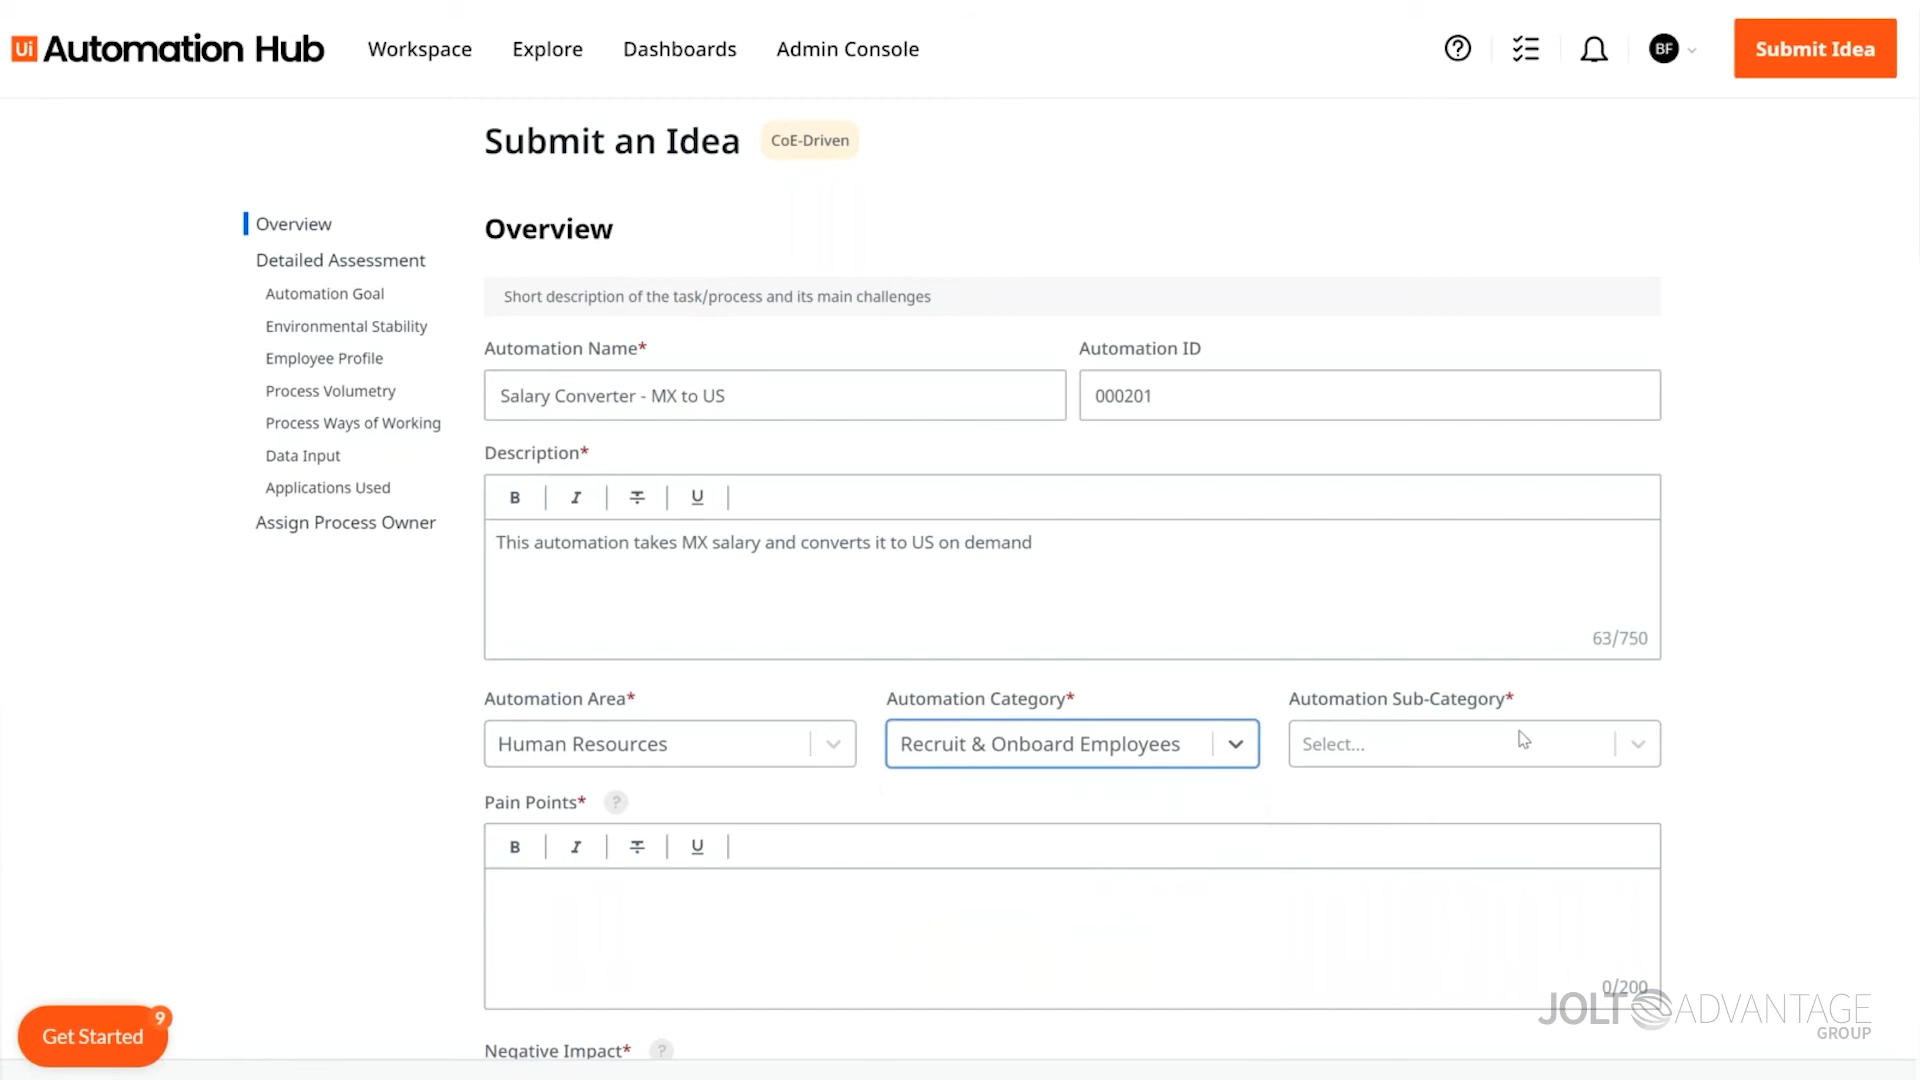 Ui Automation Hub Workspace Explore Dashboards Admin Console BF Submit Idea
Submit an Idea CoE-Driven
Overview
Detailed Assessment
Automation Goal
Environmental Stability
Employee Profile
Process Volumetry
Process Ways of Working
Data Input
Applications Used
Assign Process Owner
Overview
Short description of the task/process and its main challenges
Automation Name* Automation ID
Salary Converter - MX to US 000201
Description*
B I T U
This automation takes MX salary and converts it to US on demand
63/750
Automation Area* Automation Category* Automation Sub-Category*
Human Resources Recruit & Onboard Employees Select...
Pain Points* ?
B I T U
0/200
Negative Impact* ?
Get Started 9
JOLT ADVANTAGE
GROUP